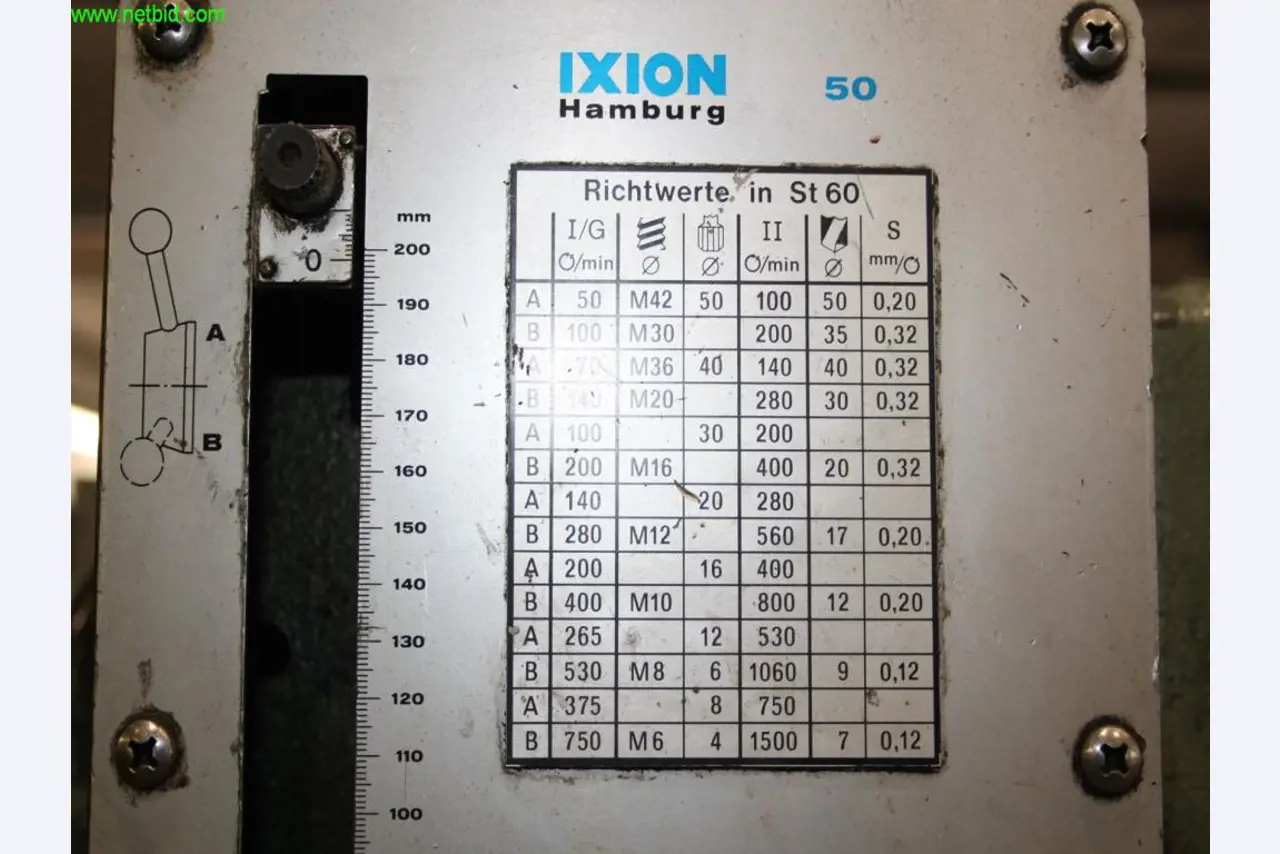 www.netbid.com
IXION
Hamburg
50
Richtwerte in St 60
I/G II S
/min Ø Ø /min Ø mm/
A 50 M42 50 100 50 0,20
B 100 M30 200 35 0,32
A 70 M36 40 140 40 0,32
B 140 M20 280 30 0,32
A 100 30 200
B 200 M16 400 20 0,32
A 140 20 280
B 280 M12 560 17 0,20
A 200 16 400
B 400 M10 800 12 0,20
A 265 12 530
B 530 M8 6 1060 9 0,12
A 375 8 750
B 750 M6 4 1500 7 0,12
0
mm
200
190
180
170
160
150
140
130
120
110
100
A
B